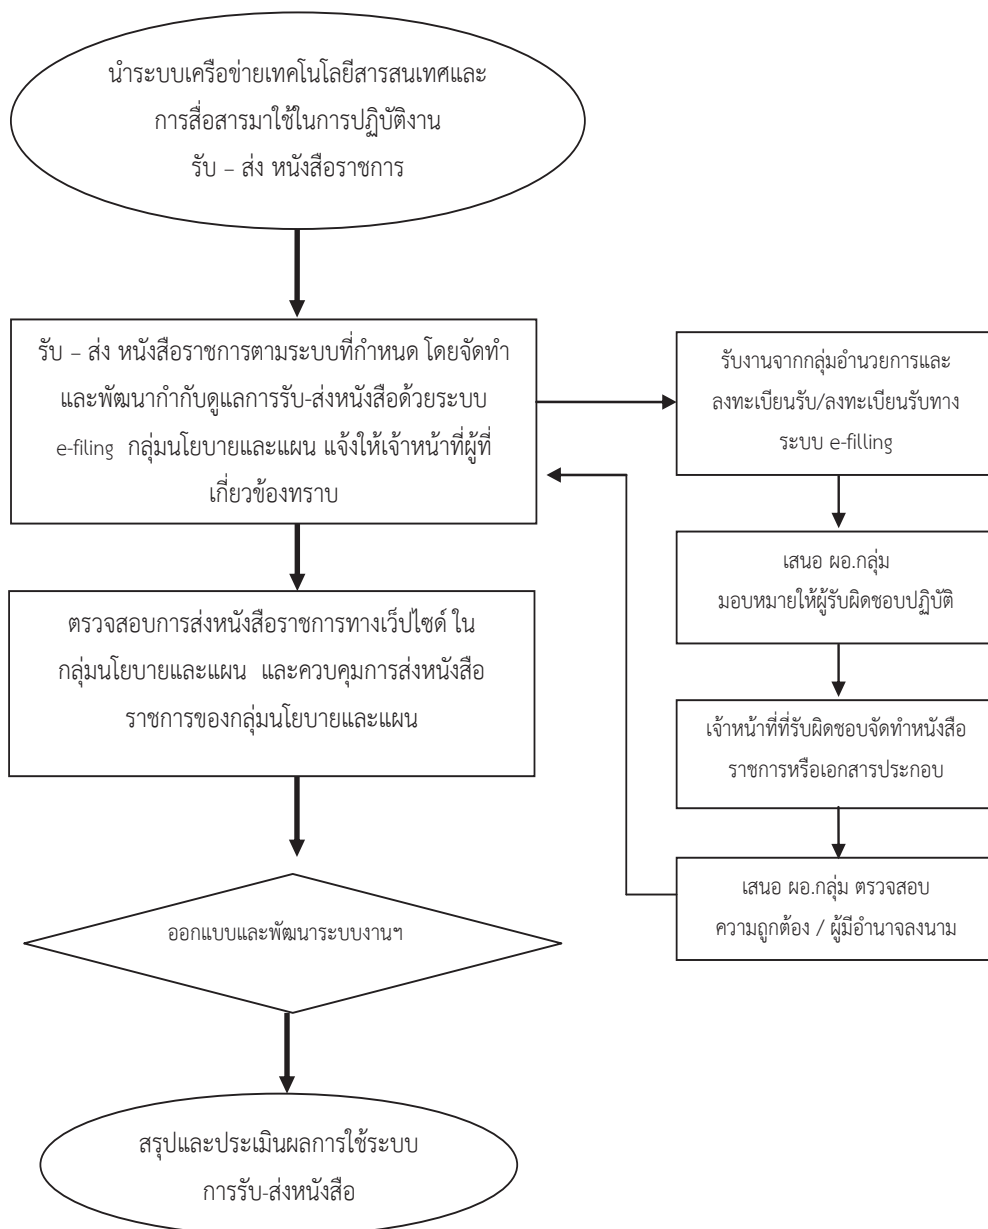 นำระบบเครือข่ายเทคโนโลยีสารสนเทศและ
การสื่อสารมาใช้ในการปฏิบัติงาน
รับ – ส่ง หนังสือราชการ
รับ – ส่ง หนังสือราชการตามระบบที่กำหนด โดยจัดทำ
และพัฒนากำกับดูแลการรับ-ส่งหนังสือด้วยระบบ
e-filing กลุ่มนโยบายและแผน แจ้งให้เจ้าหน้าที่ผู้ที่
เกี่ยวข้องทราบ
รับงานจากกลุ่มอำนวยการและ
ลงทะเบียนรับ/ลงทะเบียนรับทาง
ระบบ e-filling
เสนอ ผอ.กลุ่ม
มอบหมายให้ผู้รับผิดชอบปฏิบัติ
เจ้าหน้าที่ที่รับผิดชอบจัดทำหนังสือ
ราชการหรือเอกสารประกอบ
เสนอ ผอ.กลุ่ม ตรวจสอบ
ความถูกต้อง / ผู้มีอำนาจลงนาม
ตรวจสอบการส่งหนังสือราชการทางเว็ปไซด์ ใน
กลุ่มนโยบายและแผน และควบคุมการส่งหนังสือ
ราชการของกลุ่มนโยบายและแผน
ออกแบบและพัฒนาระบบงานฯ
สรุปและประเมินผลการใช้ระบบ
การรับ-ส่งหนังสือ